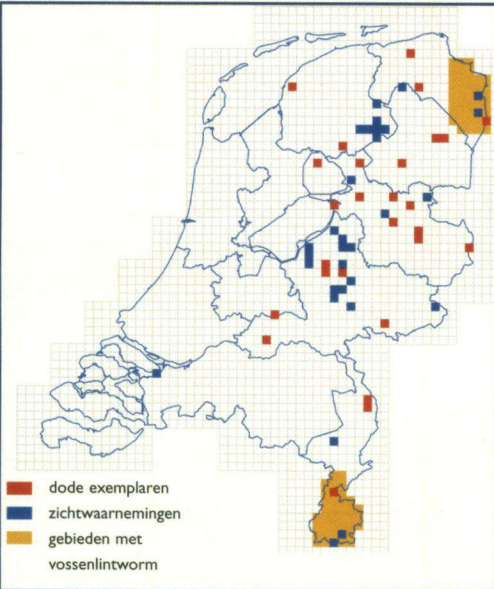 dode exemplaren
zichtwaarnemingen
gebieden met
vossenlintworm